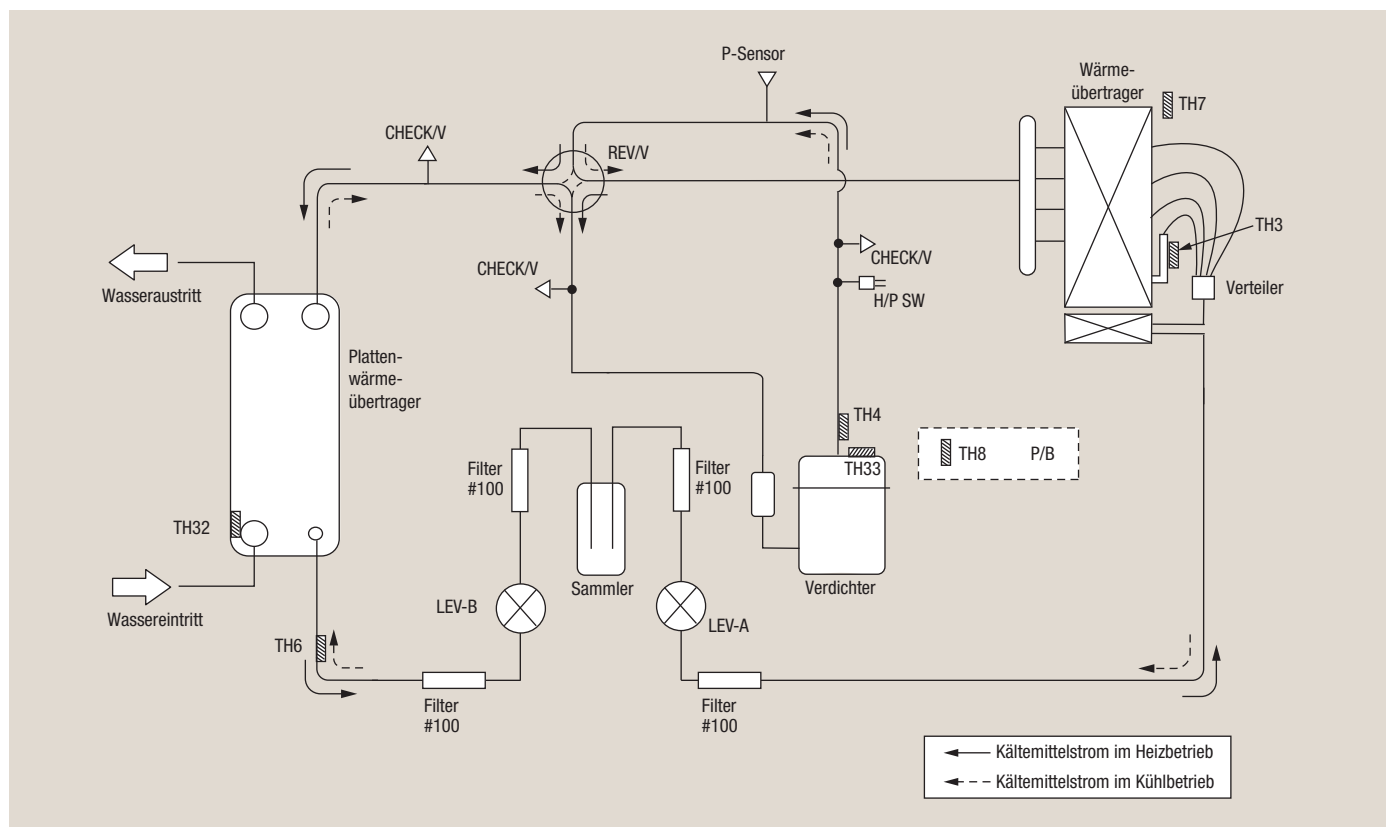 P-Sensor
Wärme-
übertrager
TH7
CHECK/V
REV/V
TH3
CHECK/V
CHECK/V
H/P SW
Wasseraustritt
Verteiler
Platten-
wärme-
übertrager
TH4
TH8
P/B
Filter
#100
Filter
#100
TH33
TH32
Sammler
Verdichter
Wassereintritt
LEV-B
LEV-A
TH6
Filter
#100
Filter
#100
Kältemittelstrom im Heizbetrieb
Kältemittelstrom im Kühlbetrieb